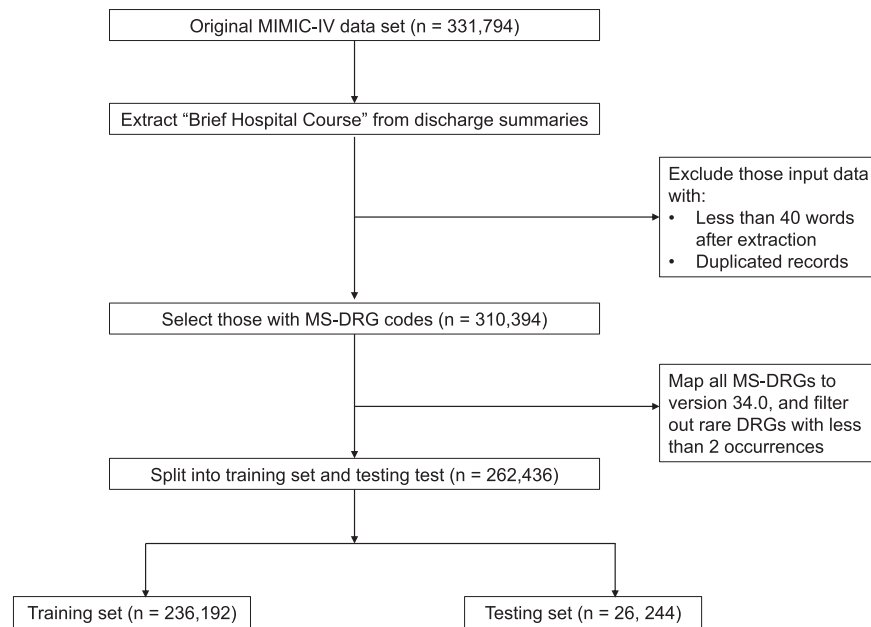 Original MIMIC-IV data set (n = 331,794)
Extract “Brief Hospital Course” from discharge summaries
Exclude those input data
with:
• Less than 40 words
after extraction
• Duplicated records
Select those with MS-DRG codes (n = 310,394)
Map all MS-DRGs to
version 34.0, and filter
out rare DRGs with less
than 2 occurrences
Split into training set and testing test (n = 262,436)
Training set (n = 236,192)
Testing set (n = 26, 244)